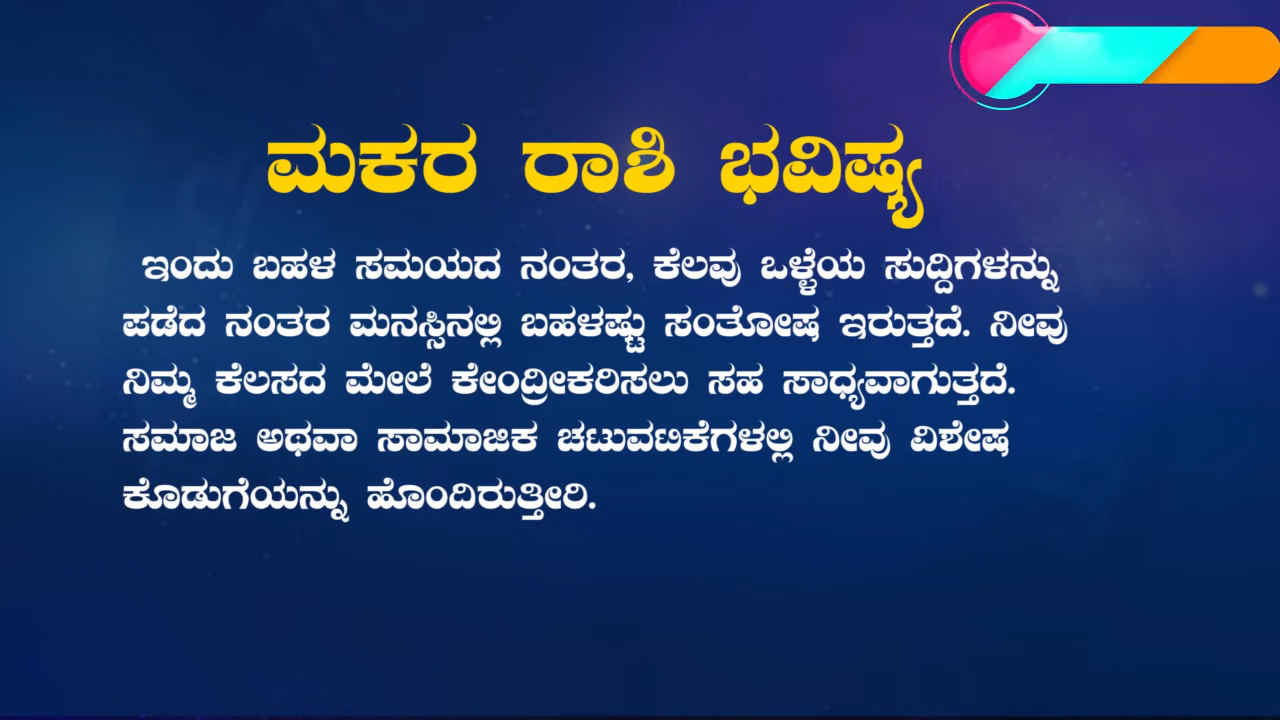 ಮಕರ ರಾಶಿ ಭವಿಷ್ಯ
ಇಂದು ಬಹಳ ಸಮಯದ ನಂತರ, ಕೆಲವು ಒಳ್ಳೆಯ ಸುದ್ದಿಗಳನ್ನು
ಪಡೆದ ನಂತರ ಮನಸ್ಸಿನಲ್ಲಿ ಬಹಳಷ್ಟು ಸಂತೋಷ ಇರುತ್ತದೆ. ನೀವು
ನಿಮ್ಮ ಕೆಲಸದ ಮೇಲೆ ಕೇಂದ್ರೀಕರಿಸಲು ಸಹ ಸಾಧ್ಯವಾಗುತ್ತದೆ.
ಸಮಾಜ ಅಥವಾ ಸಾಮಾಜಿಕ ಚಟುವಟಿಕೆಗಳಲ್ಲಿ ನೀವು ವಿಶೇಷ
ಕೊಡುಗೆಯನ್ನು ಹೊಂದಿರುತ್ತೀರಿ.